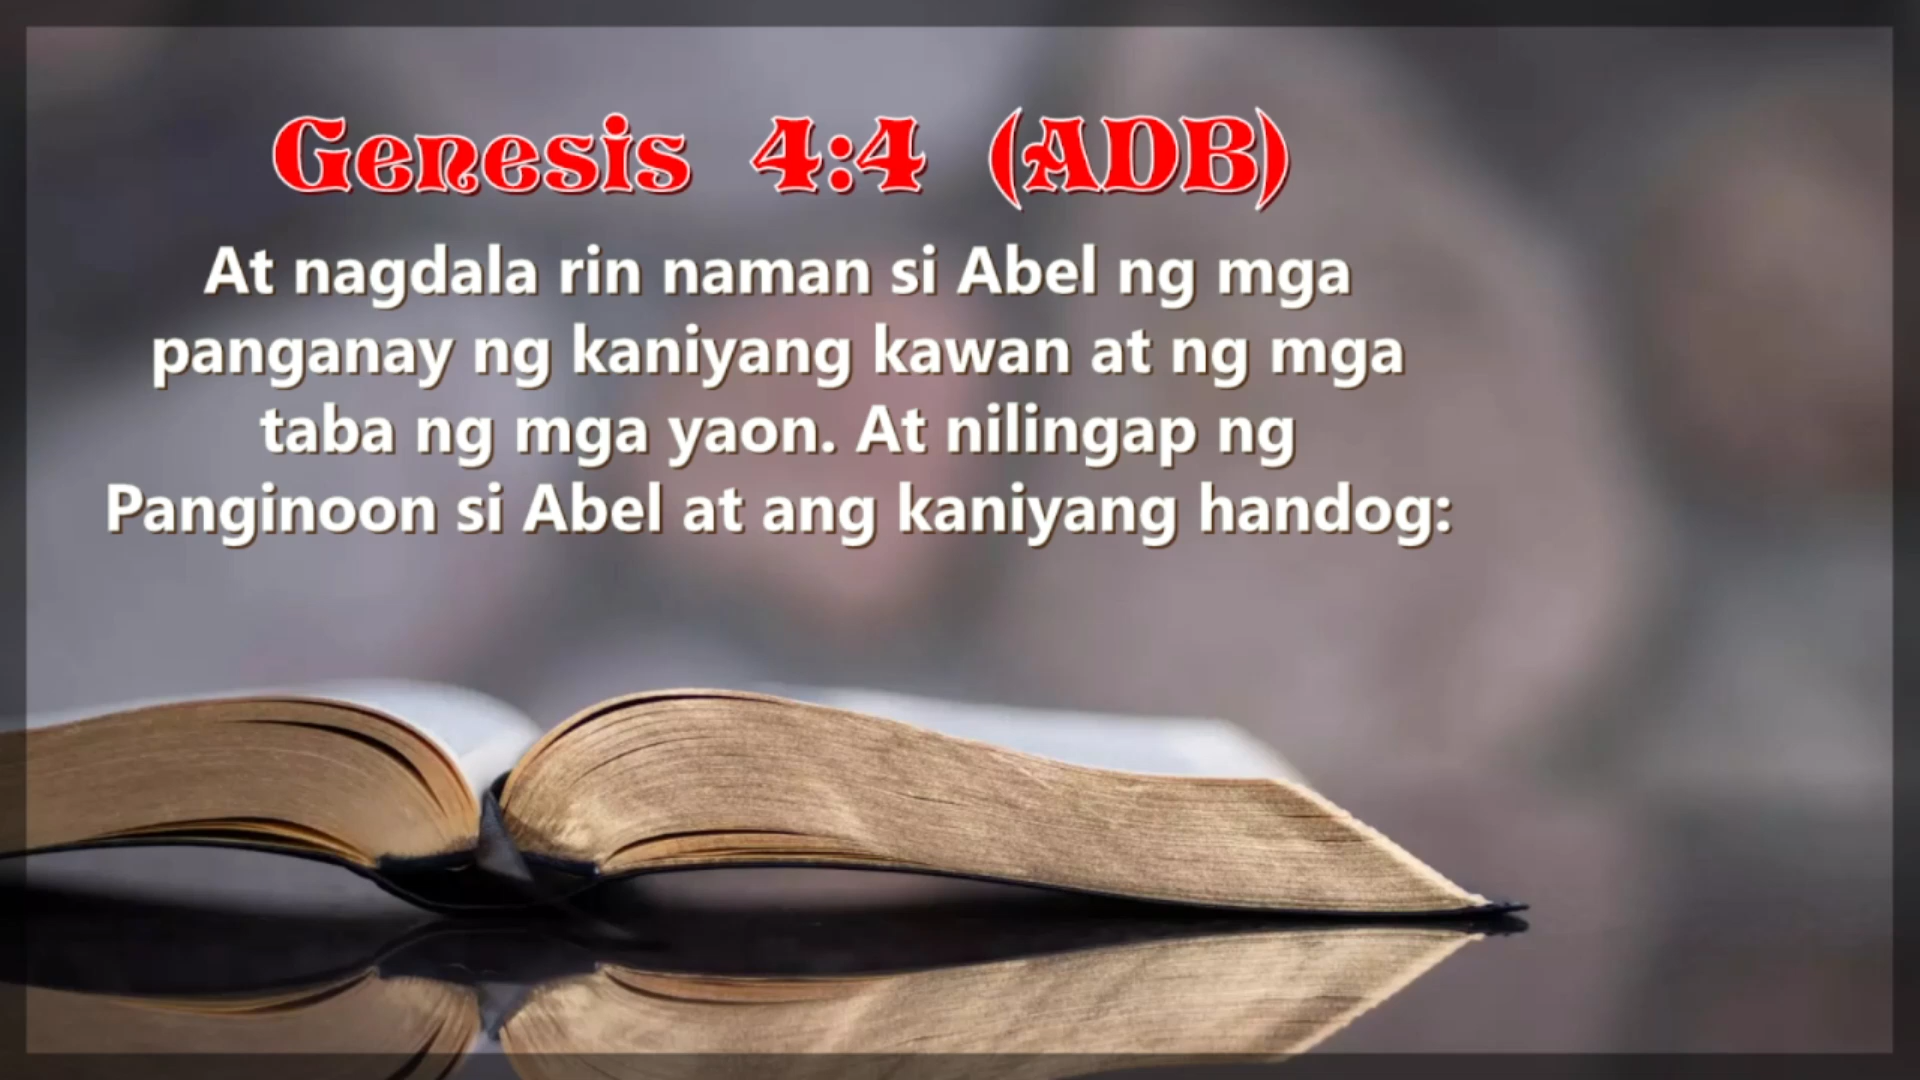 Genesis 4:4 (ADB)
At nagdala rin naman si Abel ng mga
panganay ng kaniyang kawan at ng mga
taba ng mga yaon. At nilingap ng
Panginoon si Abel at ang kaniyang handog: